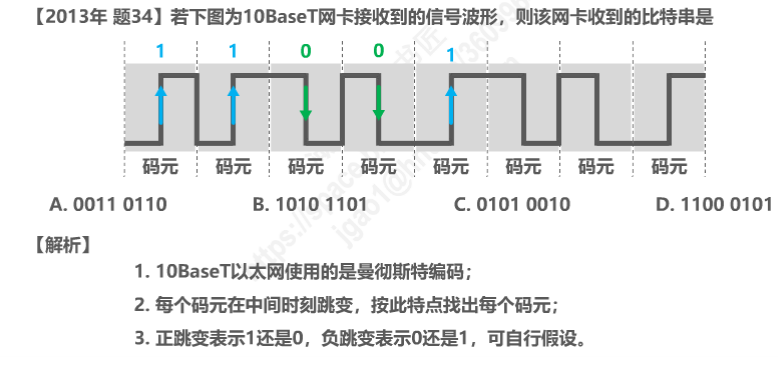 【2013年 题34】若下图为10BaseT网卡接收到的信号波形，则该网卡收到的比特串是
1 1 0 0 1
码元 码元 码元 码元 码元 码元 码元 码元
A. 0011 0110 B. 1010 1101 C. 0101 0010 D. 1100 0101
【解析】
1. 10BaseT以太网使用的是曼彻斯特编码；
2. 每个码元在中间时刻跳变，按此特点找出每个码元；
3. 正跳变表示1还是0，负跳变表示0还是1，可自行假设。